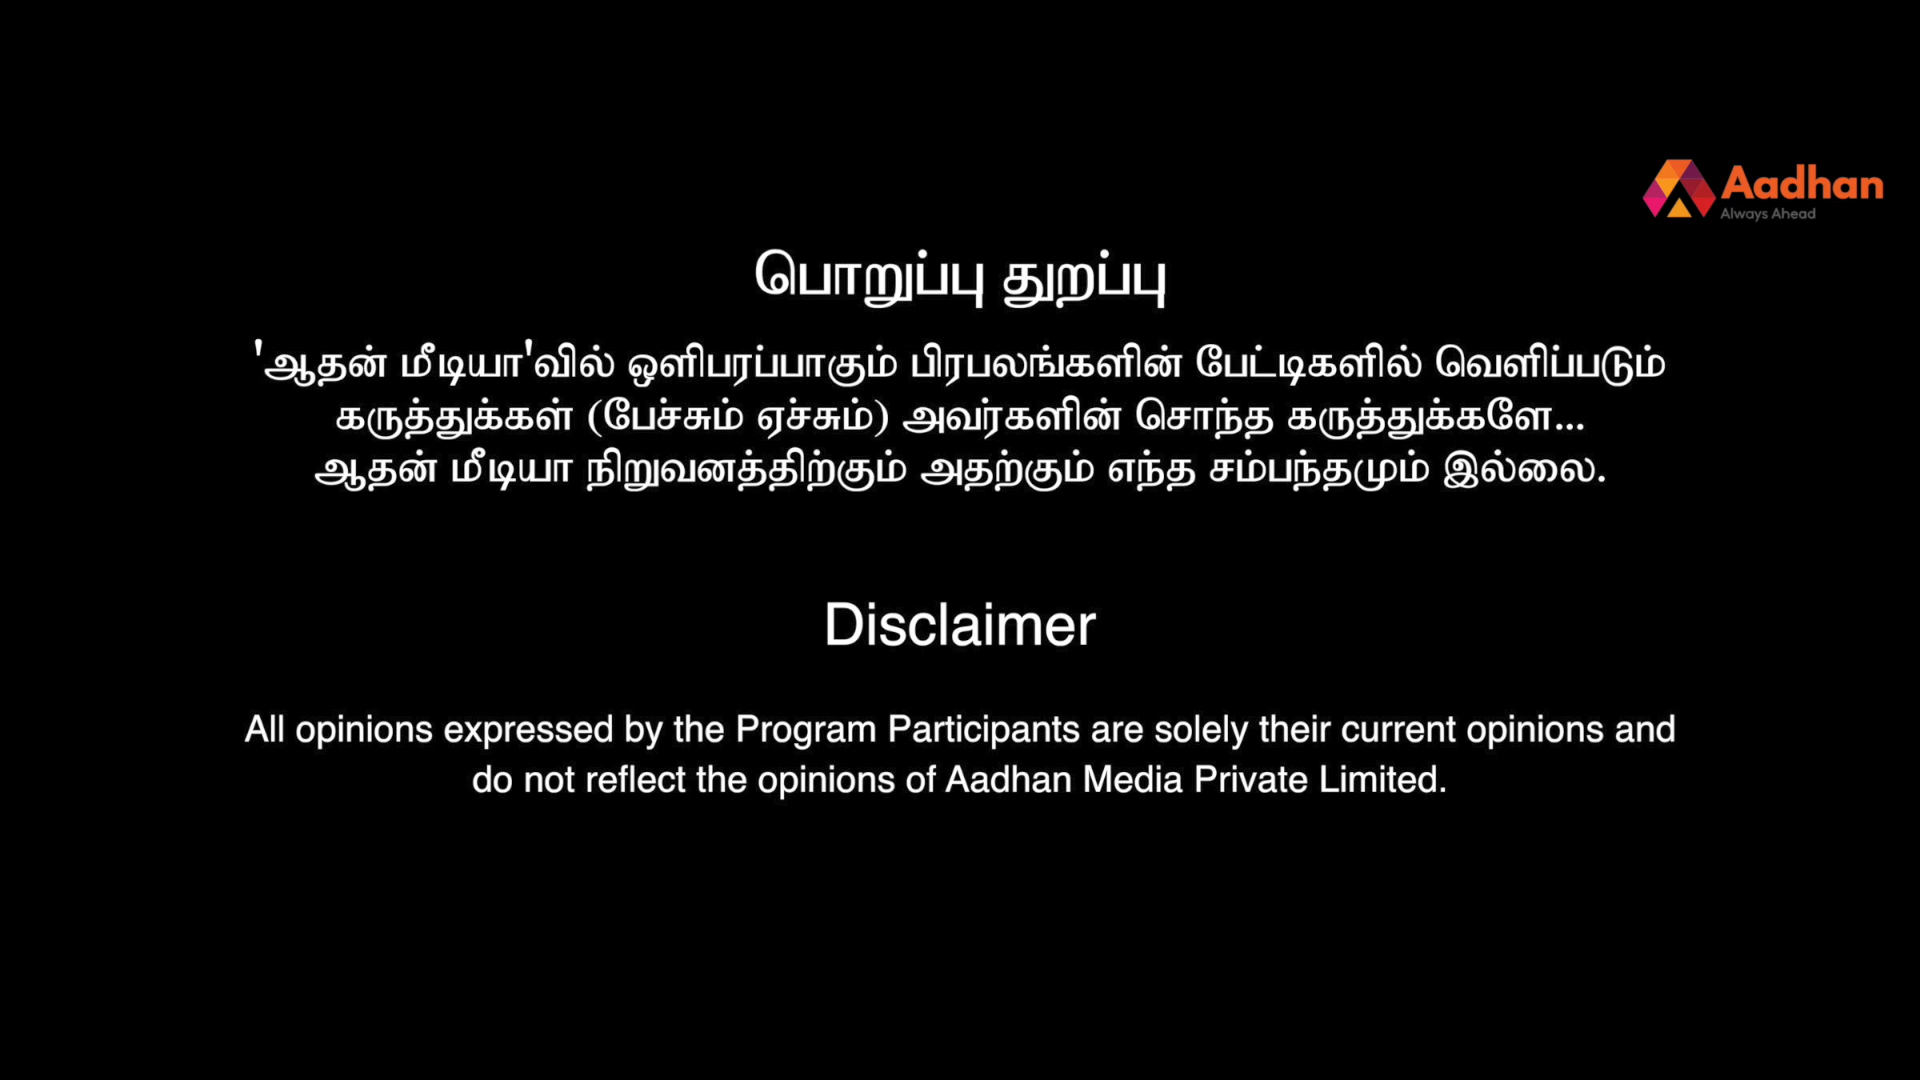 Aadhan
Always Ahead
பொறுப்பு துறப்பு
'ஆதன் மீடியா'வில் ஒளிபரப்பாகும் பிரபலங்களின் பேட்டிகளில் வெளிப்படும்
கருத்துக்கள் (பேச்சும் ஏச்சும்) அவர்களின் சொந்த கருத்துக்களே...
ஆதன் மீடியா நிறுவனத்திற்கும் அதற்கும் எந்த சம்பந்தமும் இல்லை.
Disclaimer
All opinions expressed by the Program Participants are solely their current opinions and
do not reflect the opinions of Aadhan Media Private Limited.